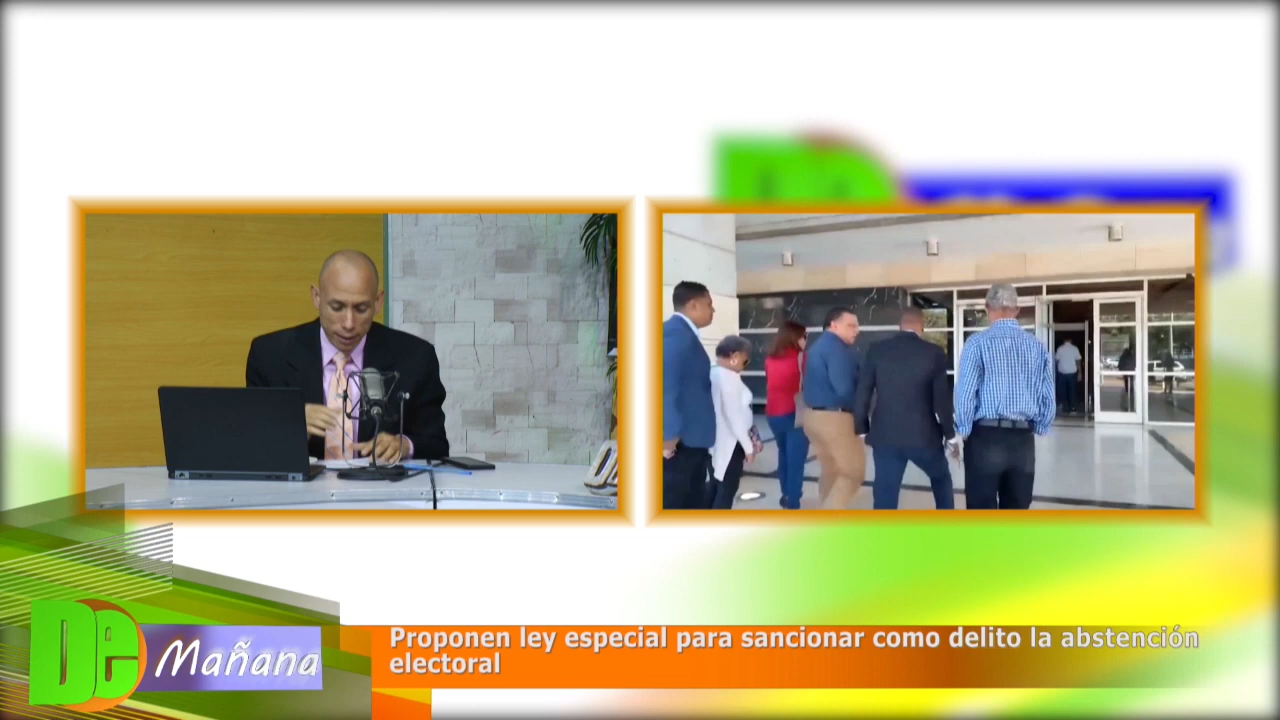 De
Mañana
Proponen ley especial para sancionar como delito la abstención
electoral